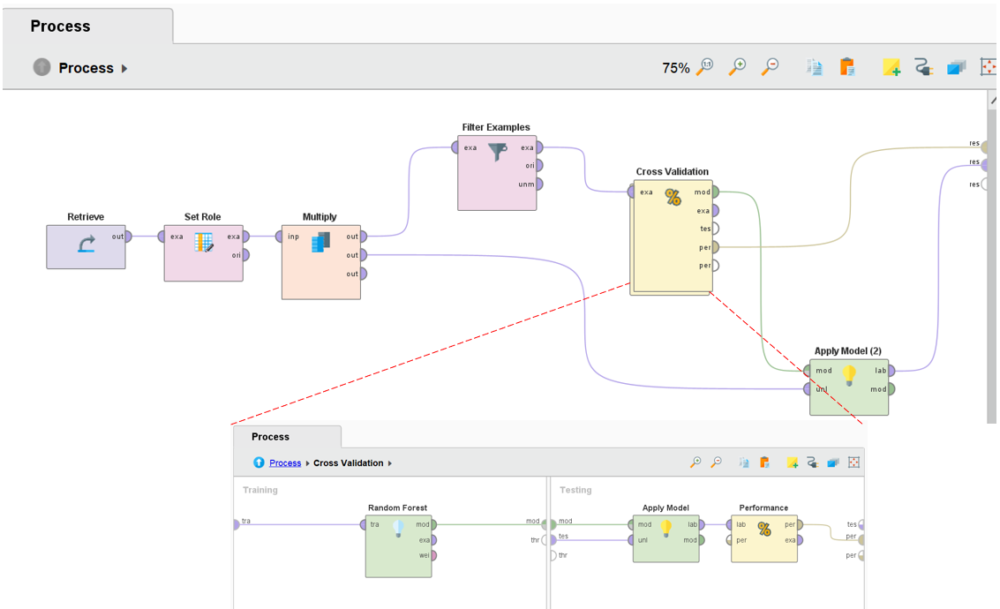 Process
Process
75%
Filter Examples
exa exa
ori
unm
res
res
res
Cross Validation
exa mod
exa
tes
per
per
Retrieve
out
Set Role
exa exa
ori
Multiply
inp out
out
out
Apply Model (2)
mod lab
unl mod
Process
Process Cross Validation
Training
Testing
Random Forest
tra
tra mod
exa
wei
mod
thr
mod
tes
thr
Apply Model
mod lab
unl mod
Performance
lab per
per exa
tes
per
per